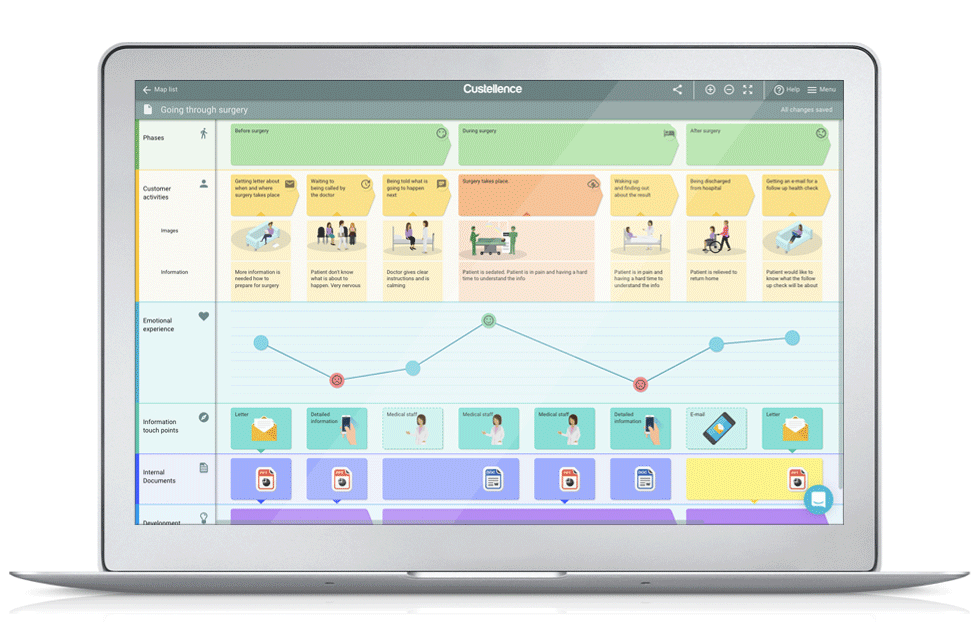 Map list
Custellence
Help
Menu
Going through surgery
All changes saved
Phases
Before surgery
During surgery
After surgery
Customer
activities
Getting letter about
when and where
surgery takes place
Waiting to
being called by
the doctor
Being told what is
going to happen
next
Surgery takes place
Waking up
and finding out
about the result
Being discharged
from hospital
Getting an e-mail for a
follow up health check
Images
Information
More information is
needed how to
prepare for surgery
Patient don't know
what is about to
happen. Very nervous
Doctor gives clear
instructions and is
calming
Patient is sedated. Patient is in pain and having a hard
time to understand the info
Patient is in pain and
having a hard time to
understand the info
Patient is relieved to
return home
Patient would like to
know what the follow
up check will be about
Emotional
experience
Information
touch points
Letter
Detailed
information
Medical staff
Medical staff
Medical staff
Detailed
information
E-mail
Letter
Internal
Documents
Development